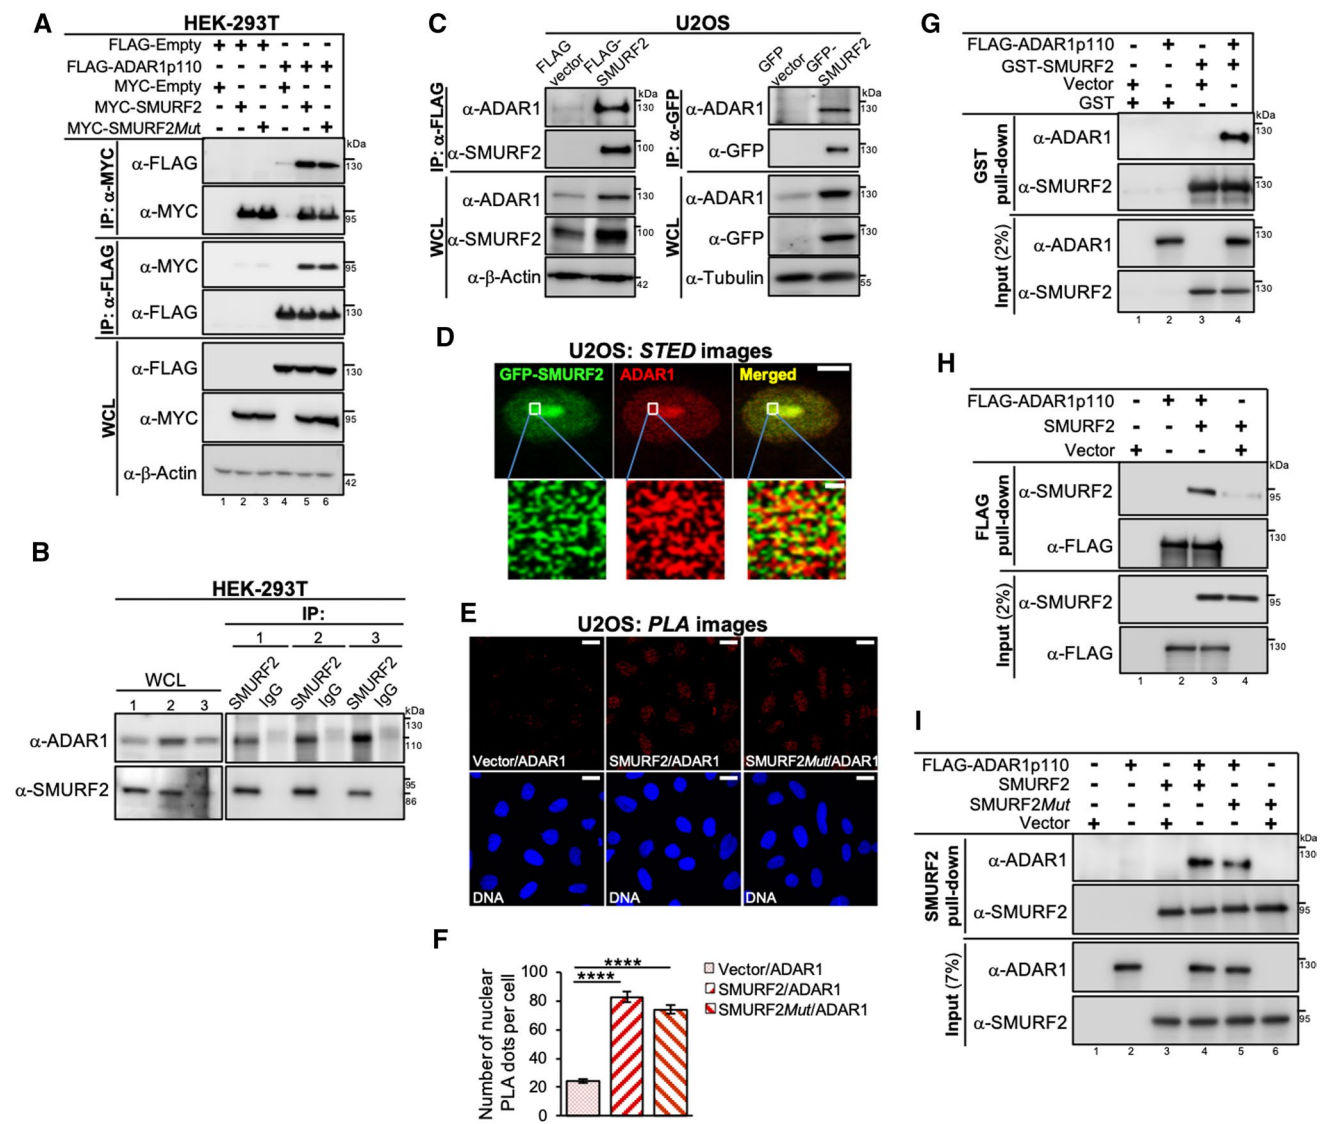 A
HEK-293T
FLAG-Empty + + + - - -
FLAG-ADAR1p110 - - - + + +
MYC-Empty + - - + - -
MYC-SMURF2 - + - - + -
MYC-SMURF2Mut - - + - - +
kDa
IP: α-MYC
α-FLAG 130
α-MYC 95
IP: α-FLAG
α-MYC 95
α-FLAG 130
WCL
α-FLAG 130
α-MYC 95
α-β-Actin 42
1 2 3 4 5 6
B
HEK-293T
IP:
1 2 3
WCL
SMURF2 IgG SMURF2 IgG SMURF2 IgG
1 2 3
kDa
α-ADAR1 130 110
α-SMURF2 95 86
C
U2OS
FLAG vector
FLAG-SMURF2
kDa
IP: α-FLAG
α-ADAR1 130
α-SMURF2 100
WCL
α-ADAR1 130
α-SMURF2 100
α-β-Actin 42
GFP vector
GFP-SMURF2
kDa
IP: α-GFP
α-ADAR1 130
α-GFP 130
WCL
α-ADAR1 130
α-GFP 130
α-Tubulin 55
D
U2OS: STED images
GFP-SMURF2 ADAR1 Merged
E
U2OS: PLA images
Vector/ADAR1 SMURF2/ADAR1 SMURF2Mut/ADAR1
DNA DNA DNA
F
Number of nuclear PLA dots per cell
100
80
60
40
20
0
****
****
Vector/ADAR1
SMURF2/ADAR1
SMURF2Mut/ADAR1
G
FLAG-ADAR1p110 - + - +
GST-SMURF2 - - + +
Vector + - + -
GST + + - -
kDa
GST pull-down
α-ADAR1 130
α-SMURF2 130
Input (2%)
α-ADAR1 130
α-SMURF2 130
1 2 3 4
H
FLAG-ADAR1p110 - + + -
SMURF2 - - + +
Vector + - - +
kDa
FLAG pull-down
α-SMURF2 95
α-FLAG 130
Input (2%)
α-SMURF2 95
α-FLAG 130
1 2 3 4
I
FLAG-ADAR1p110 - + - + + -
SMURF2 - - + + - -
SMURF2Mut - - - - + +
Vector + - + - - +
kDa
SMURF2 pull-down
α-ADAR1 130
α-SMURF2 95
Input (7%)
α-ADAR1 130
α-SMURF2 95
1 2 3 4 5 6